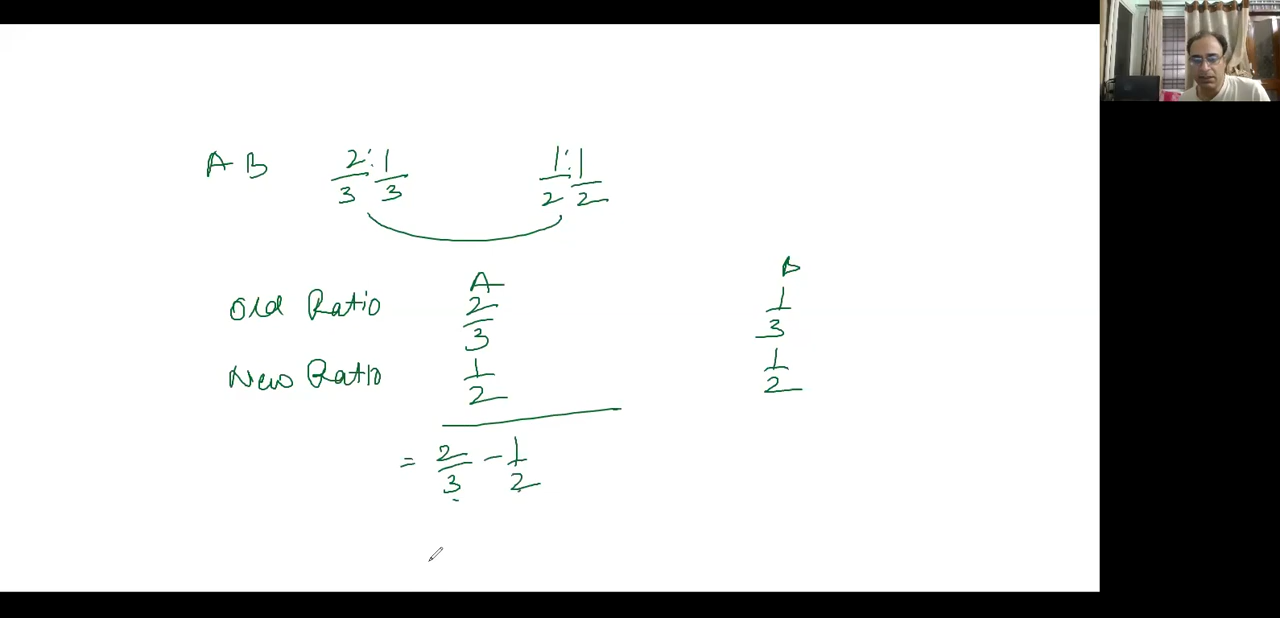 A B 2/3 : 1/3 1/2 : 1/2
A B
Old Ratio 2/3 1/3
New Ratio 1/2 1/2
= 2/3 - 1/2